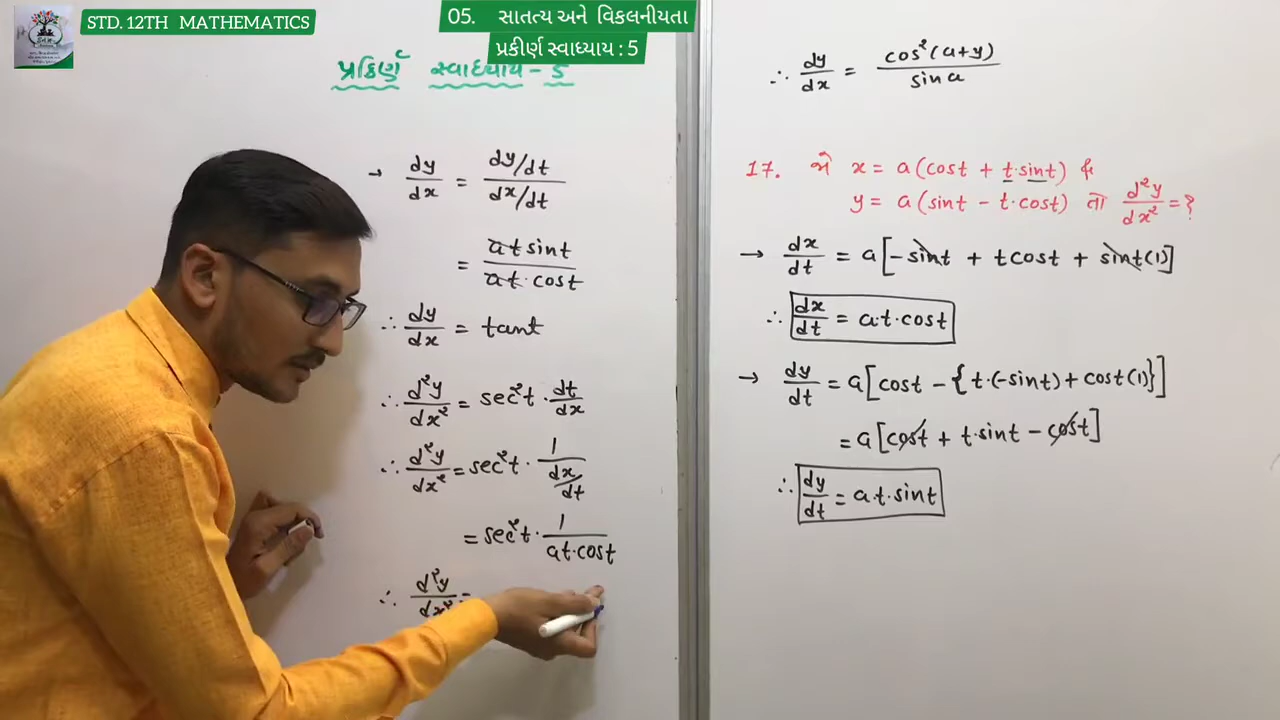 STD. 12TH MATHEMATICS
05. સાતત્ય અને વિકલનીયતા
પ્રકીર્ણ સ્વાધ્યાય : 5
પ્રકિર્ણ સ્વાધ્યાય - 5
→ dy/dx = (dy/dt)/(dx/dt)
= (at sint)/(at · cost)
∴ dy/dx = tant
∴ d²y/dx² = sec²t · dt/dx
∴ d²y/dx² = sec²t · 1/(dx/dt)
= sec²t · 1/(at·cost)
∴ d²y/dx² =
∴ dy/dx = cos²(a+y)/sina
17. જો x = a(cost + t·sint) &
y = a(sint − t·cost) તો d²y/dx² = ?
→ dx/dt = a[−sint + tcost + sint(1)]
∴ dx/dt = a·t·cost
→ dy/dt = a[cost − {t·(−sint) + cost(1)}]
= a[cost + t·sint − cost]
∴ dy/dt = a·t·sint